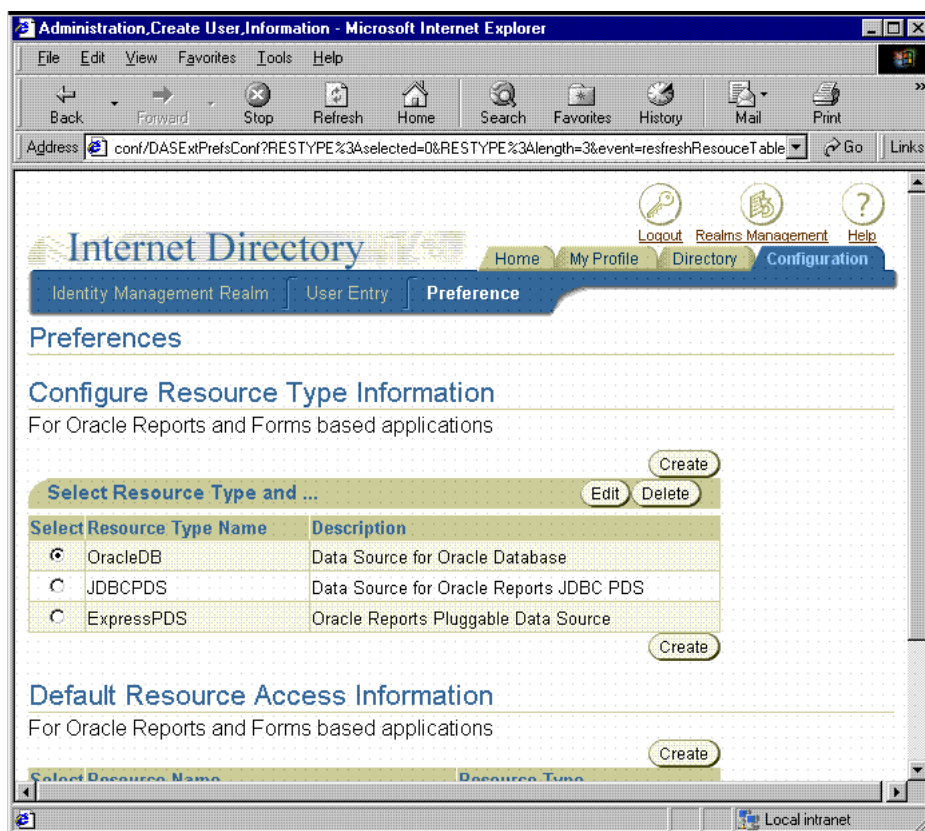 Administration,Create User,Information - Microsoft Internet Explorer
File Edit View Favorites Tools Help
Back Forward Stop Refresh Home Search Favorites History Mail Print
Address conf/DASExtPrefsConf?RESTYPE%3Aselected=0&RESTYPE%3Alength=3&event=resfreshResouceTable Go Links
Logout Realms Management Help
Internet Directory
Home My Profile Directory Configuration
Identity Management Realm User Entry Preference
Preferences
Configure Resource Type Information
For Oracle Reports and Forms based applications
Create
Select Resource Type and ... Edit Delete
Select Resource Type Name Description
OracleDB Data Source for Oracle Database
JDBCPDS Data Source for Oracle Reports JDBC PDS
ExpressPDS Oracle Reports Pluggable Data Source
Create
Default Resource Access Information
For Oracle Reports and Forms based applications
Create
Select Resource Name Resource Type
Local intranet